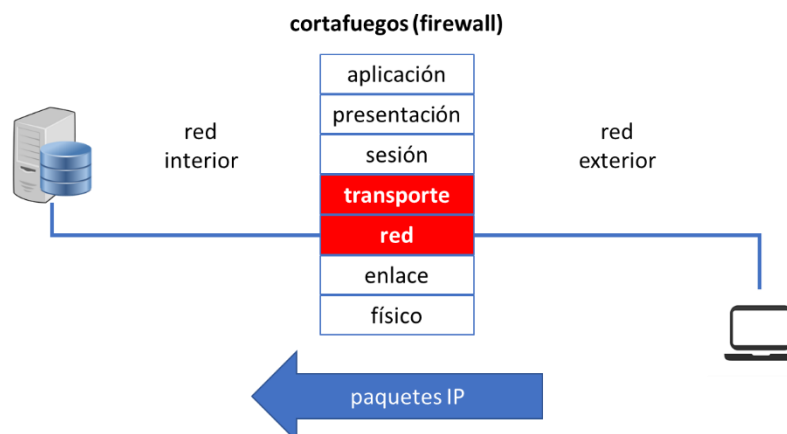 cortafuegos (firewall)
aplicación
presentación
sesión
transporte
red
enlace
físico
red
interior
red
exterior
paquetes IP